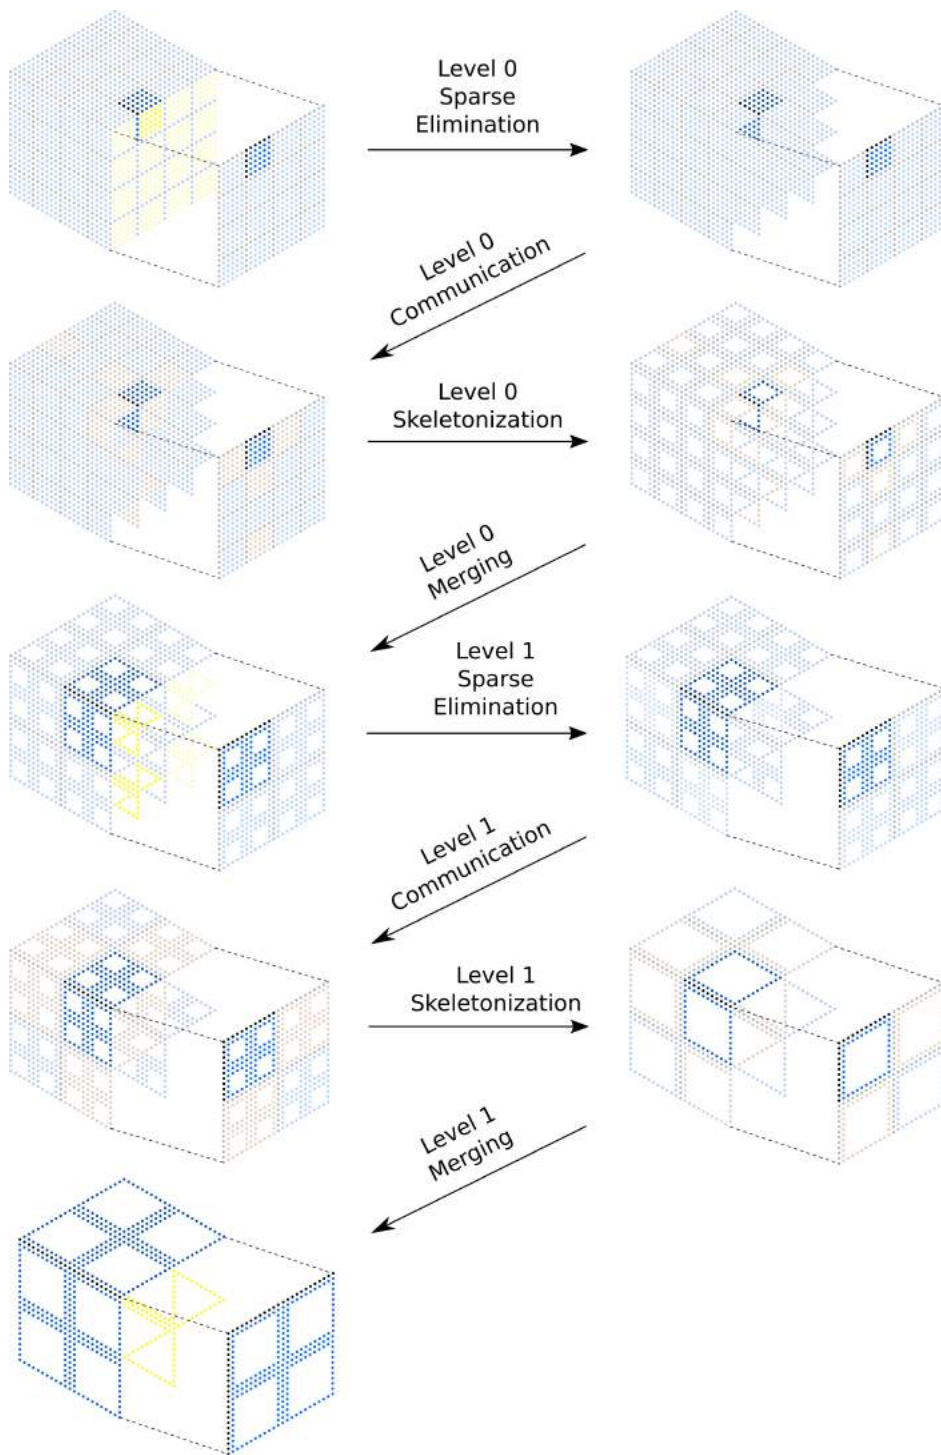 Level 0
Sparse
Elimination
Level 0
Communication
Level 0
Skeletonization
Level 0
Merging
Level 1
Sparse
Elimination
Level 1
Communication
Level 1
Skeletonization
Level 1
Merging